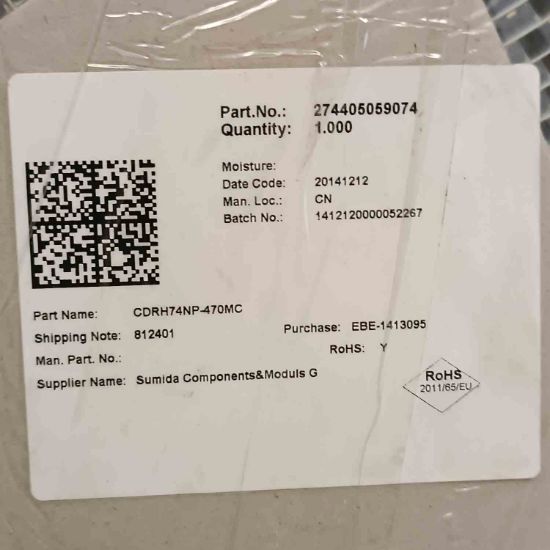 Part.No.: 274405059074
Quantity: 1.000
Moisture:
Date Code: 20141212
Man. Loc.: CN
Batch No.: 1412120000052267
Part Name: CDRH74NP-470MC
Shipping Note: 812401
Purchase: EBE-1413095
Man. Part. No.:
RoHS: Y
Supplier Name: Sumida Components&Moduls G
RoHS
2011/65/EU